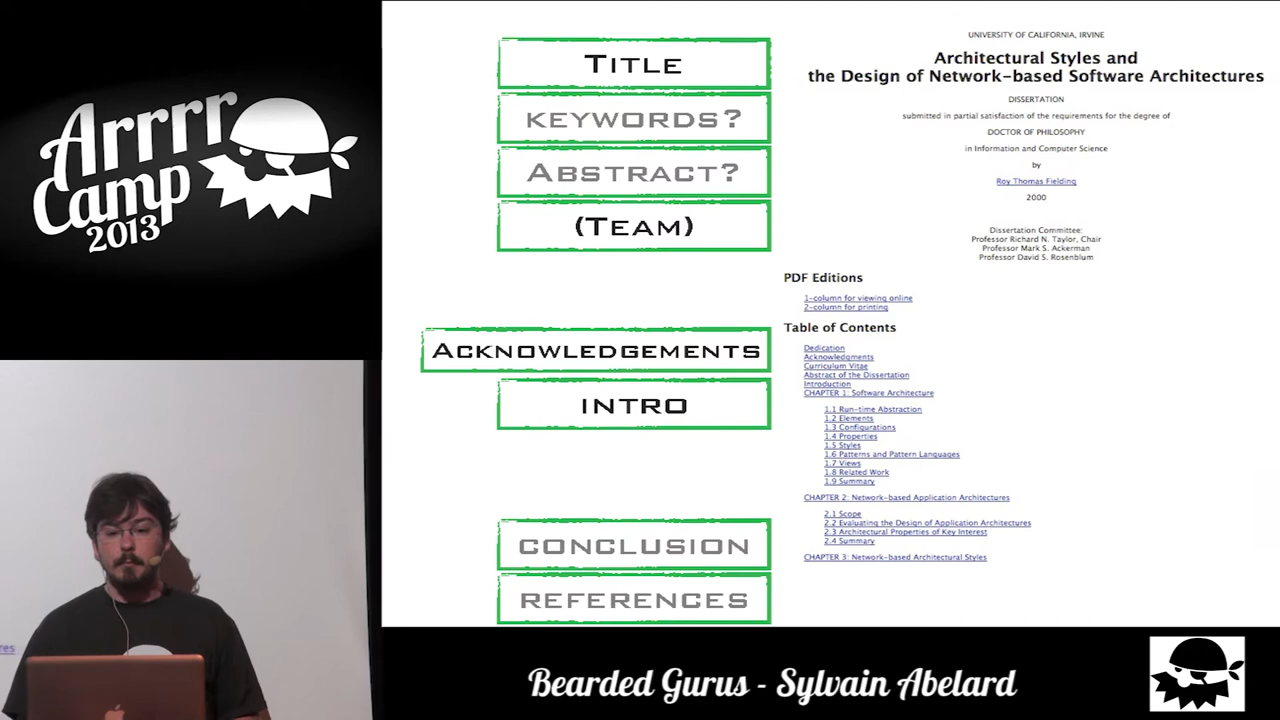 Arrrr
Camp
2013
TITLE
KEYWORDS?
ABSTRACT?
(TEAM)
ACKNOWLEDGEMENTS
INTRO
CONCLUSION
REFERENCES
UNIVERSITY OF CALIFORNIA, IRVINE
Architectural Styles and
the Design of Network-based Software Architectures
DISSERTATION
submitted in partial satisfaction of the requirements for the degree of
DOCTOR OF PHILOSOPHY
in Information and Computer Science
by
Roy Thomas Fielding
2000
Dissertation Committee:
Professor Richard N. Taylor, Chair
Professor Mark S. Ackerman
Professor David S. Rosenblum
PDF Editions
1-column for viewing online
2-column for printing
Table of Contents
Dedication
Acknowledgments
Curriculum Vitae
Abstract of the Dissertation
Introduction
CHAPTER 1: Software Architecture
1.1 Run-time Abstraction
1.2 Elements
1.3 Configurations
1.4 Properties
1.5 Styles
1.6 Patterns and Pattern Languages
1.7 Views
1.8 Related Work
1.9 Summary
CHAPTER 2: Network-based Application Architectures
2.1 Scope
2.2 Evaluating the Design of Application Architectures
2.3 Architectural Properties of Key Interest
2.4 Summary
CHAPTER 3: Network-based Architectural Styles
Bearded Gurus - Sylvain Abelard